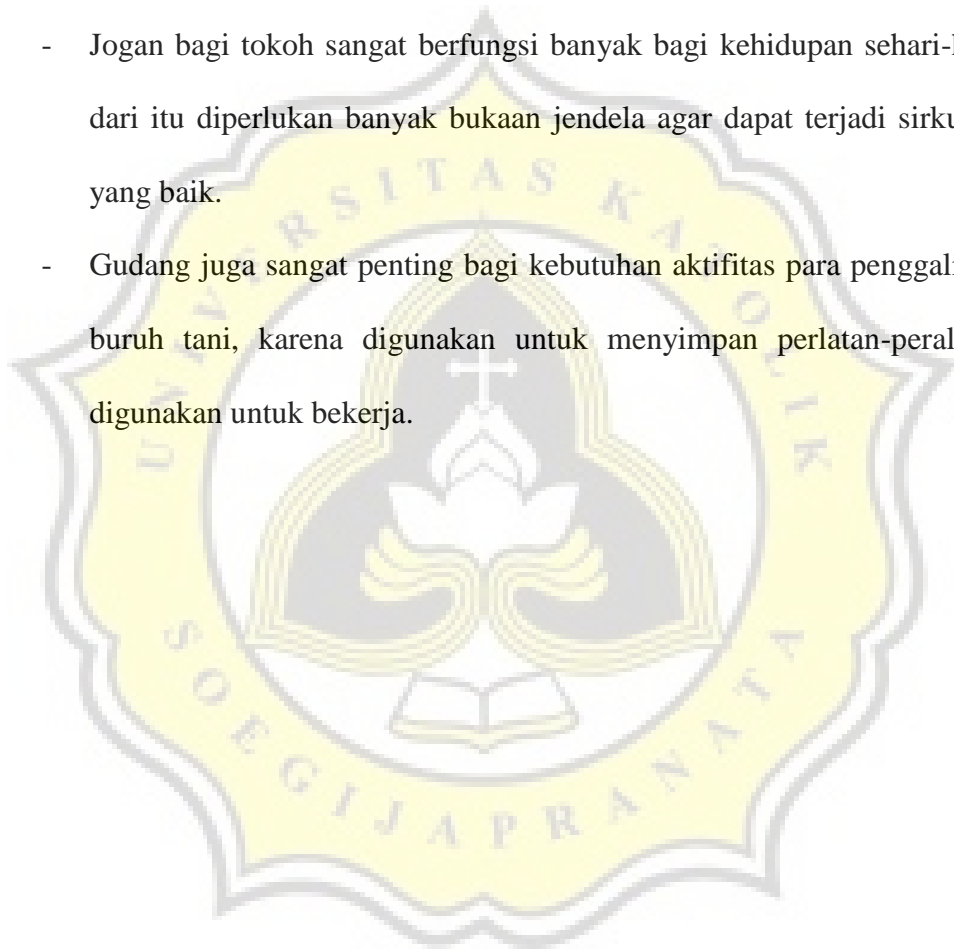 - Jogan bagi tokoh sangat berfungsi banyak bagi kehidupan sehari-
dari itu diperlukan banyak bukaan jendela agar dapat terjadi
yang baik.
- Gudang juga sangat penting bagi kebutuhan aktifitas para
buruh tani, karena digunakan untuk menyimpan perlatan-
digunakan untuk bekerja.
UNIVERSITAS KATOLIK
SOEGIJAPRANATA